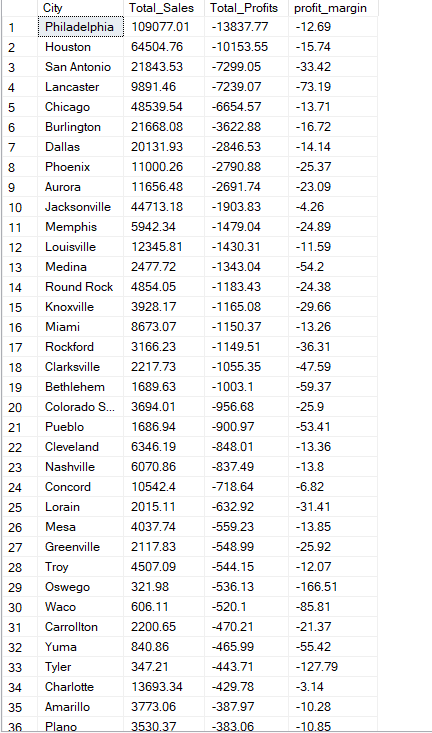 City Total_Sales Total_Profits profit_margin
1 Philadelphia 109077.01 -13837.77 -12.69
2 Houston 64504.76 -10153.55 -15.74
3 San Antonio 21843.53 -7299.05 -33.42
4 Lancaster 9891.46 -7239.07 -73.19
5 Chicago 48539.54 -6654.57 -13.71
6 Burlington 21668.08 -3622.88 -16.72
7 Dallas 20131.93 -2846.53 -14.14
8 Phoenix 11000.26 -2790.88 -25.37
9 Aurora 11656.48 -2691.74 -23.09
10 Jacksonville 44713.18 -1903.83 -4.26
11 Memphis 5942.34 -1479.04 -24.89
12 Louisville 12345.81 -1430.31 -11.59
13 Medina 2477.72 -1343.04 -54.2
14 Round Rock 4854.05 -1183.43 -24.38
15 Knoxville 3928.17 -1165.08 -29.66
16 Miami 8673.07 -1150.37 -13.26
17 Rockford 3166.23 -1149.51 -36.31
18 Clarksville 2217.73 -1055.35 -47.59
19 Bethlehem 1689.63 -1003.1 -59.37
20 Colorado S... 3694.01 -956.68 -25.9
21 Pueblo 1686.94 -900.97 -53.41
22 Cleveland 6346.19 -848.01 -13.36
23 Nashville 6070.86 -837.49 -13.8
24 Concord 10542.4 -718.64 -6.82
25 Lorain 2015.11 -632.92 -31.41
26 Mesa 4037.74 -559.23 -13.85
27 Greenville 2117.83 -548.99 -25.92
28 Troy 4507.09 -544.15 -12.07
29 Oswego 321.98 -536.13 -166.51
30 Waco 606.11 -520.1 -85.81
31 Carrollton 2200.65 -470.21 -21.37
32 Yuma 840.86 -465.99 -55.42
33 Tyler 347.21 -443.71 -127.79
34 Charlotte 13693.34 -429.78 -3.14
35 Amarillo 3773.06 -387.97 -10.28
36 Plano 3530.37 -383.06 -10.85